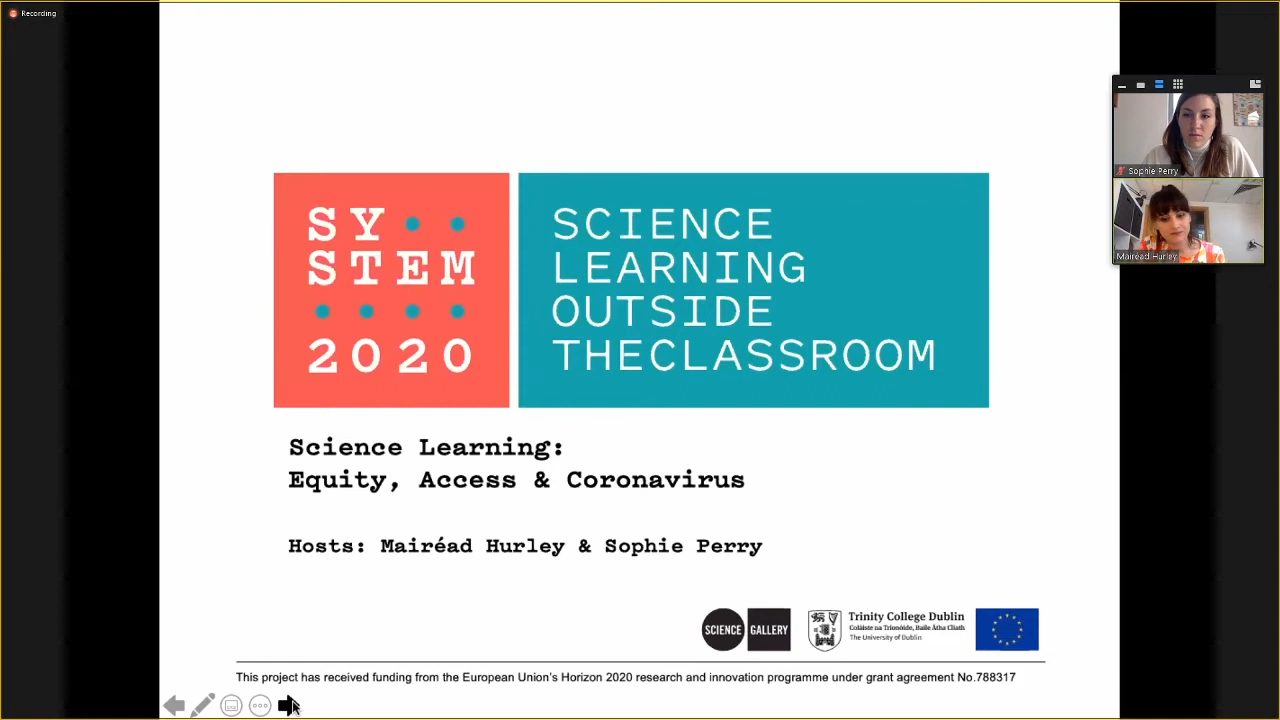 Recording
SY
STEM
2020
SCIENCE
LEARNING
OUTSIDE
THECLASSROOM
Sophie Perry
Mairéad Hurley
Science Learning:
Equity, Access & Coronavirus
Hosts: Mairéad Hurley & Sophie Perry
SCIENCE GALLERY
Trinity College Dublin
Coláiste na Tríonóide, Baile Átha Cliath
The University of Dublin
This project has received funding from the European Union's Horizon 2020 research and innovation programme under grant agreement No.788317